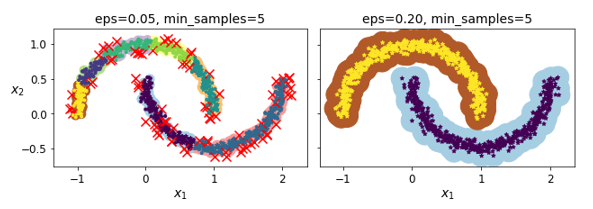 eps=0.05, min_samples=5
1.0
0.5
0.0
−0.5
x2
−1
0
1
2
x1
eps=0.20, min_samples=5
−1
0
1
2
x1